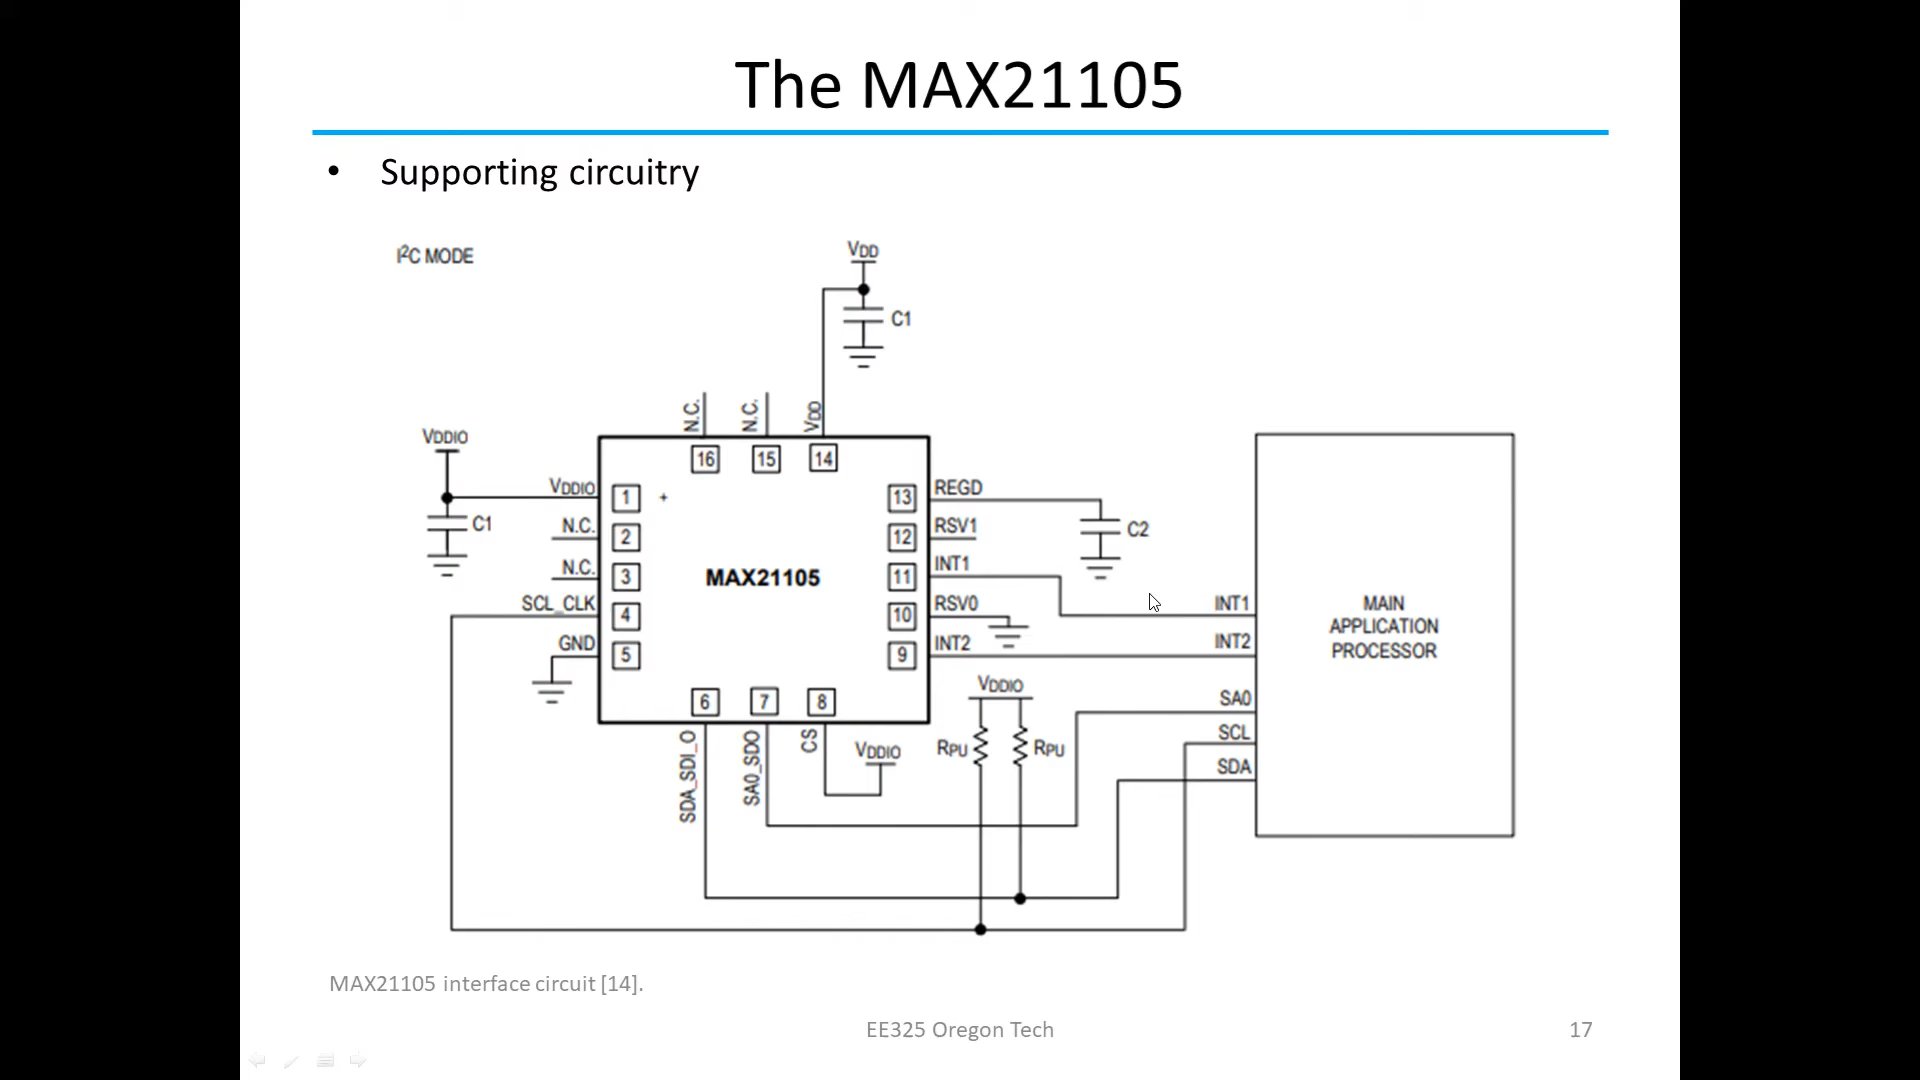 The MAX21105
• Supporting circuitry
I²C MODE
VDD
C1
N.C.
N.C.
VDD
16
15
14
VDDIO
C1
VDDIO
N.C.
N.C.
SCL_CLK
GND
1
+
2
3
4
5
MAX21105
13
12
11
10
9
REGD
RSV1
INT1
RSV0
INT2
C2
6
7
8
SDA_SDI_O
SA0_SDO
CS
VDDIO
VDDIO
RPU
RPU
INT1
INT2
SA0
SCL
SDA
MAIN
APPLICATION
PROCESSOR
MAX21105 interface circuit [14].
EE325 Oregon Tech
17